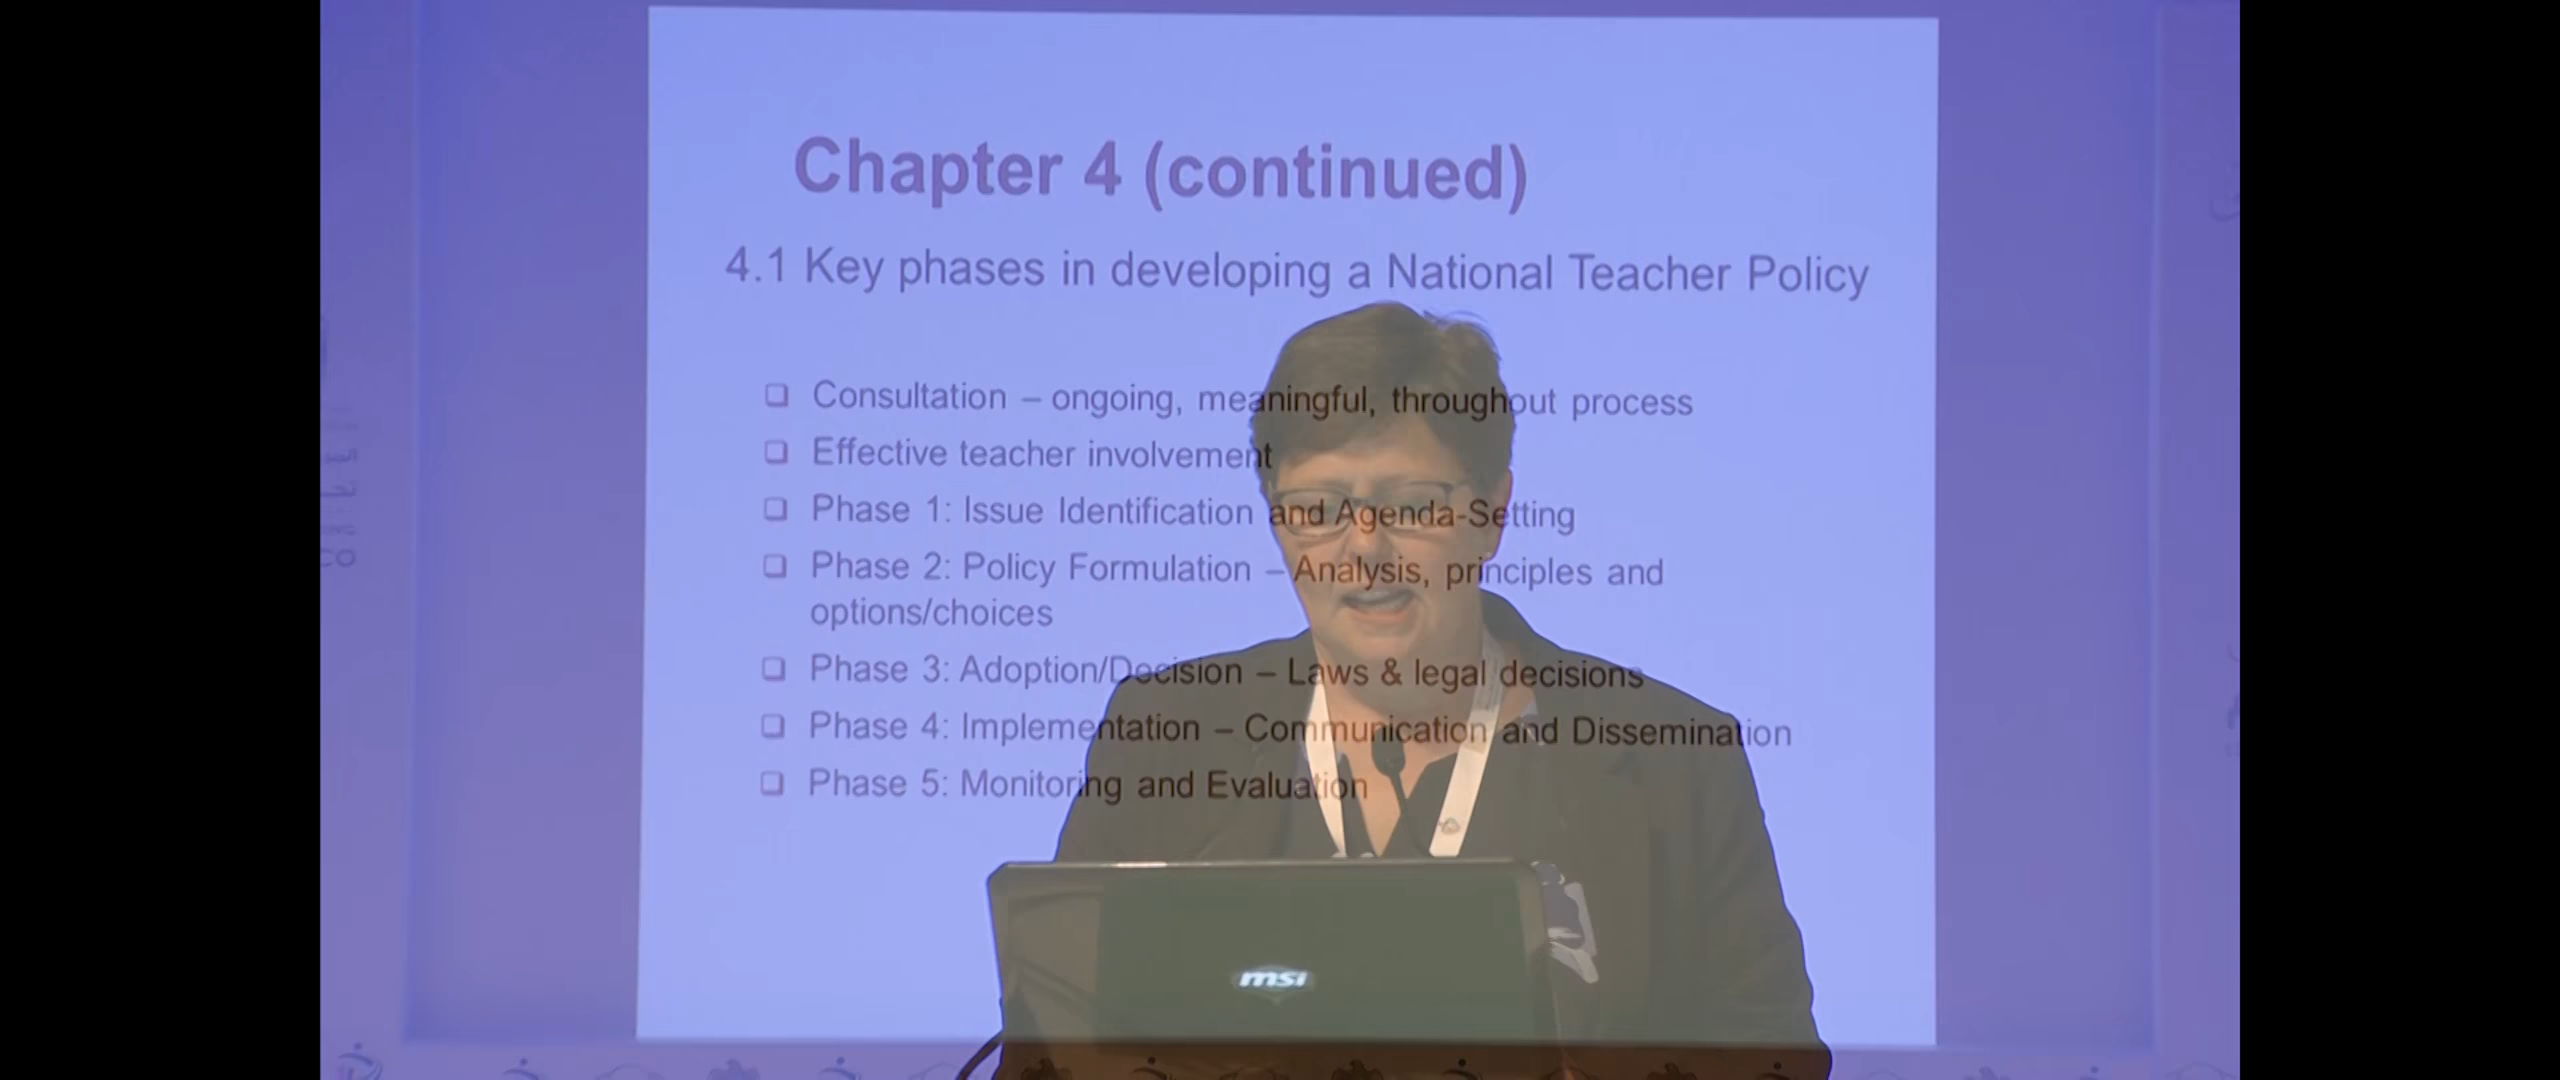 Chapter 4 (continued)
4.1 Key phases in developing a National Teacher Policy
❑ Consultation – ongoing, meaningful, throughout process
❑ Effective teacher involvement
❑ Phase 1: Issue Identification and Agenda-Setting
❑ Phase 2: Policy Formulation – Analysis, principles and
options/choices
❑ Phase 3: Adoption/Decision – Laws & legal decisions
❑ Phase 4: Implementation – Communication and Dissemination
❑ Phase 5: Monitoring and Evaluation
msi